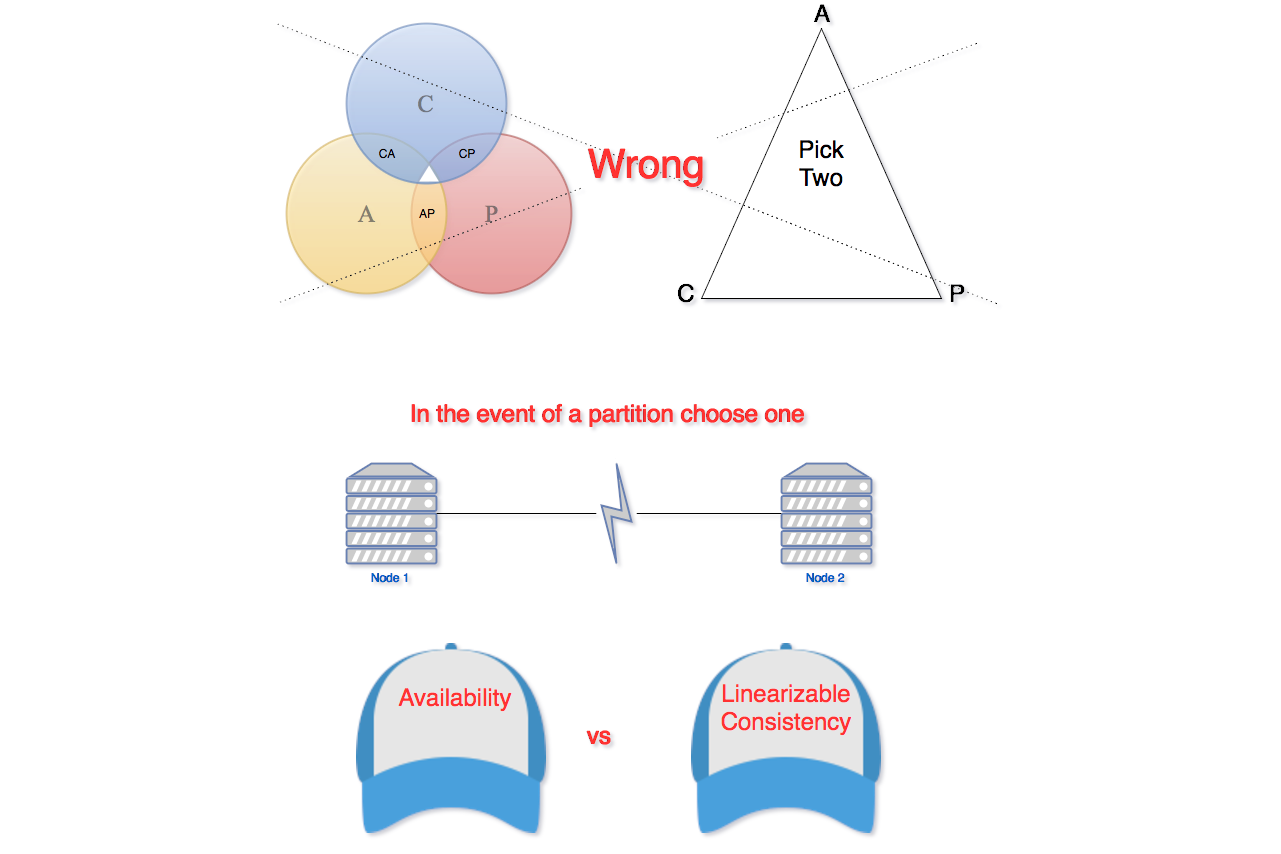 C
CA
CP
A
AP
P
Wrong
A
Pick
Two
C
P
In the event of a partition choose one
Node 1
Node 2
Availability
vs
Linearizable
Consistency